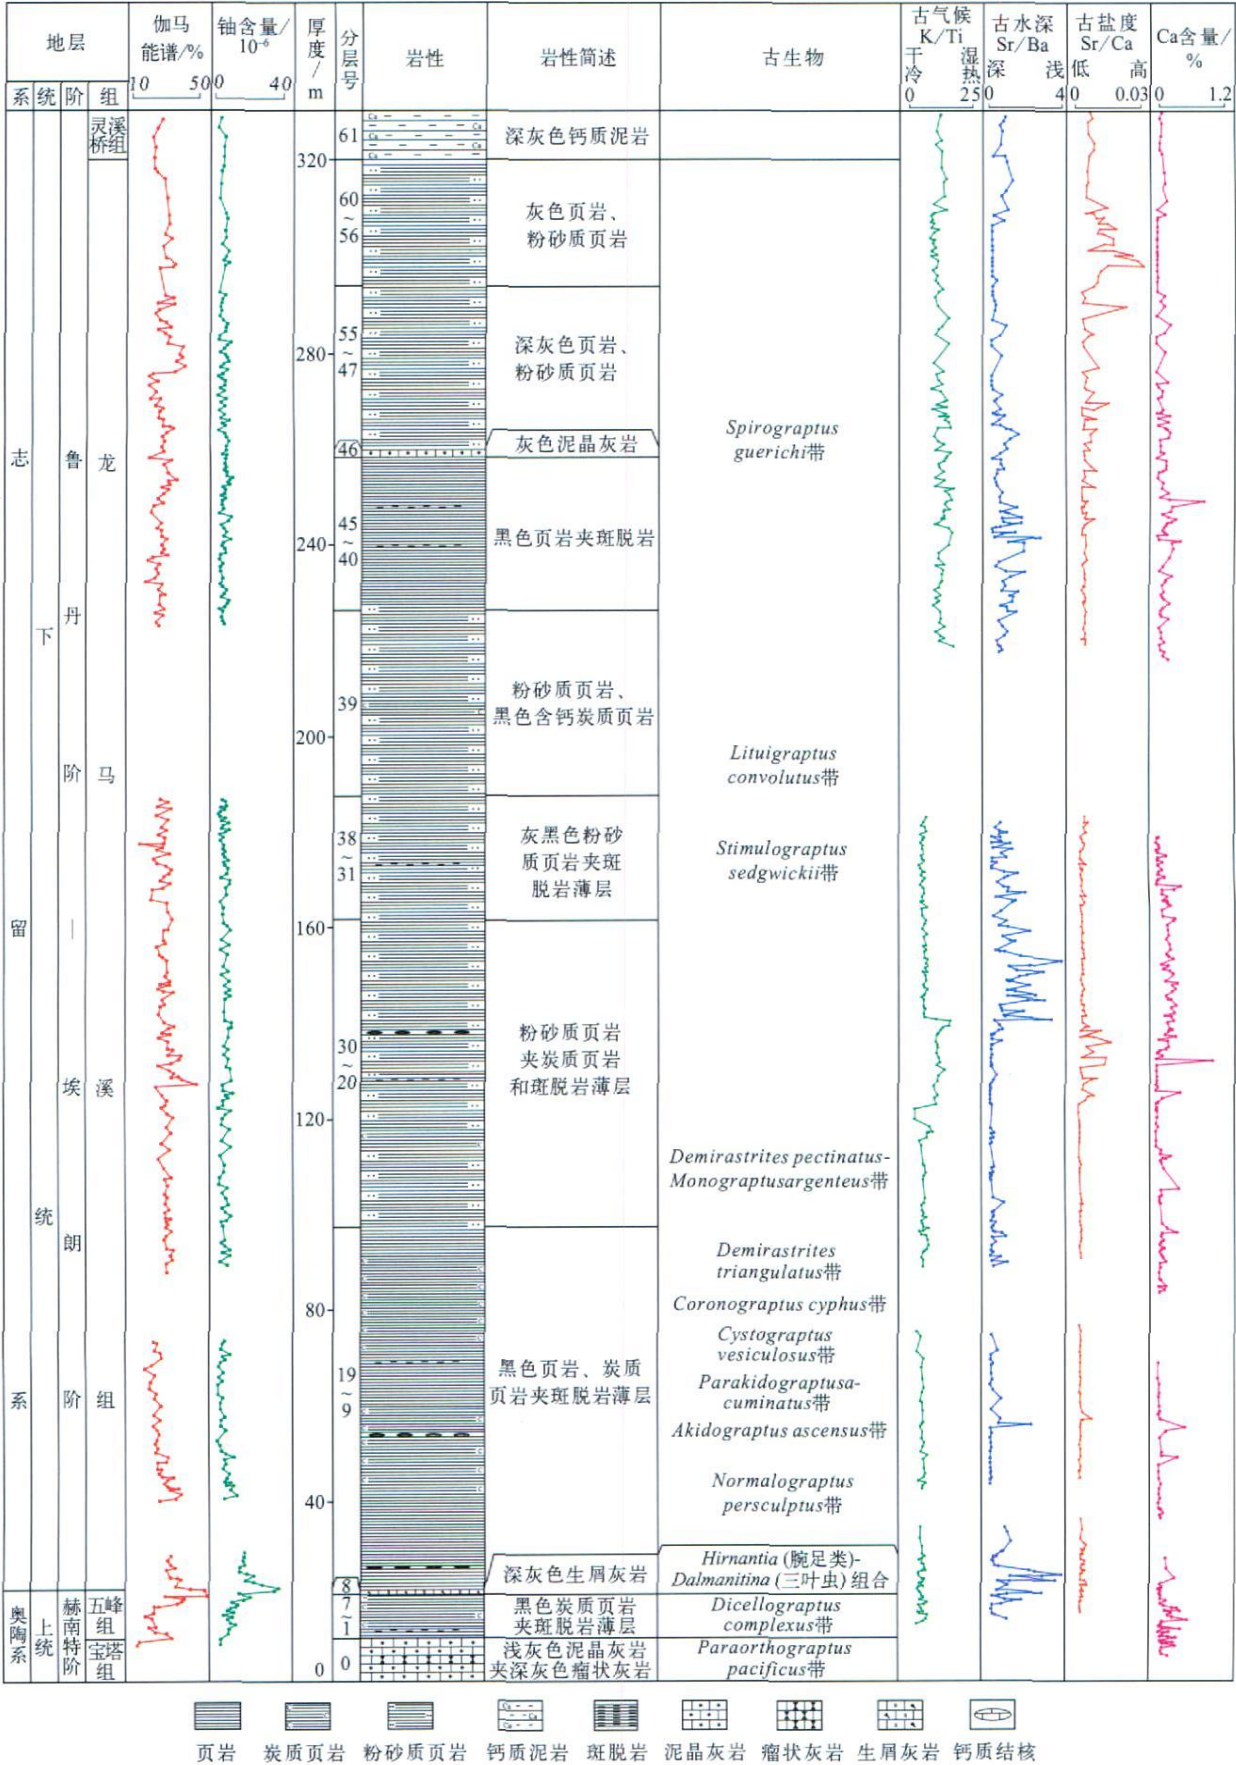 地层
系
统
阶
组
伽马
能谱/%
10 50
铀含量/
10-6
0 40
厚度/m
分层号
岩性
岩性简述
古生物
古气候
K/Ti
干冷 湿热
0 25
古水深
Sr/Ba
深 浅
0 4
古盐度
Sr/Ca
低 高
0 0.03
Ca含量/
%
0 1.2
志
留
系
下
统
鲁
丹
阶
—
埃
朗
阶
灵溪
桥组
龙
马
溪
组
奥陶系
上统
赫南特阶
五峰
组
宝塔
组
320
280
240
200
160
120
80
40
0
61
深灰色钙质泥岩
60
~
56
灰色页岩、
粉砂质页岩
55
~
47
深灰色页岩、
粉砂质页岩
46
灰色泥晶灰岩
45
~
40
黑色页岩夹斑脱岩
39
粉砂质页岩、
黑色含钙炭质页岩
38
~
31
灰黑色粉砂
质页岩夹斑
脱岩薄层
30
~
20
粉砂质页岩
夹炭质页岩
和斑脱岩薄层
19
~
9
黑色页岩、炭质
页岩夹斑脱岩薄层
8
深灰色生屑灰岩
7
~
1
黑色炭质页岩
夹斑脱岩薄层
0
浅灰色泥晶灰岩
夹深灰色瘤状灰岩
Spirograptus
guerichi带
Lituigraptus
convolutus带
Stimulograptus
sedgwickii带
Demirastrites pectinatus-
Monograptusargenteus带
Demirastrites
triangulatus带
Coronograptus cyphus带
Cystograptus
vesiculosus带
Parakidograptusa-
cuminatus带
Akidograptus ascensus带
Normalograptus
persculptus带
Hirnantia (腕足类)-
Dalmanitina (三叶虫) 组合
Dicellograptus
complexus带
Paraorthograptus
pacificus带
页岩 炭质页岩 粉砂质页岩 钙质泥岩 斑脱岩 泥晶灰岩 瘤状灰岩 生屑灰岩 钙质结核